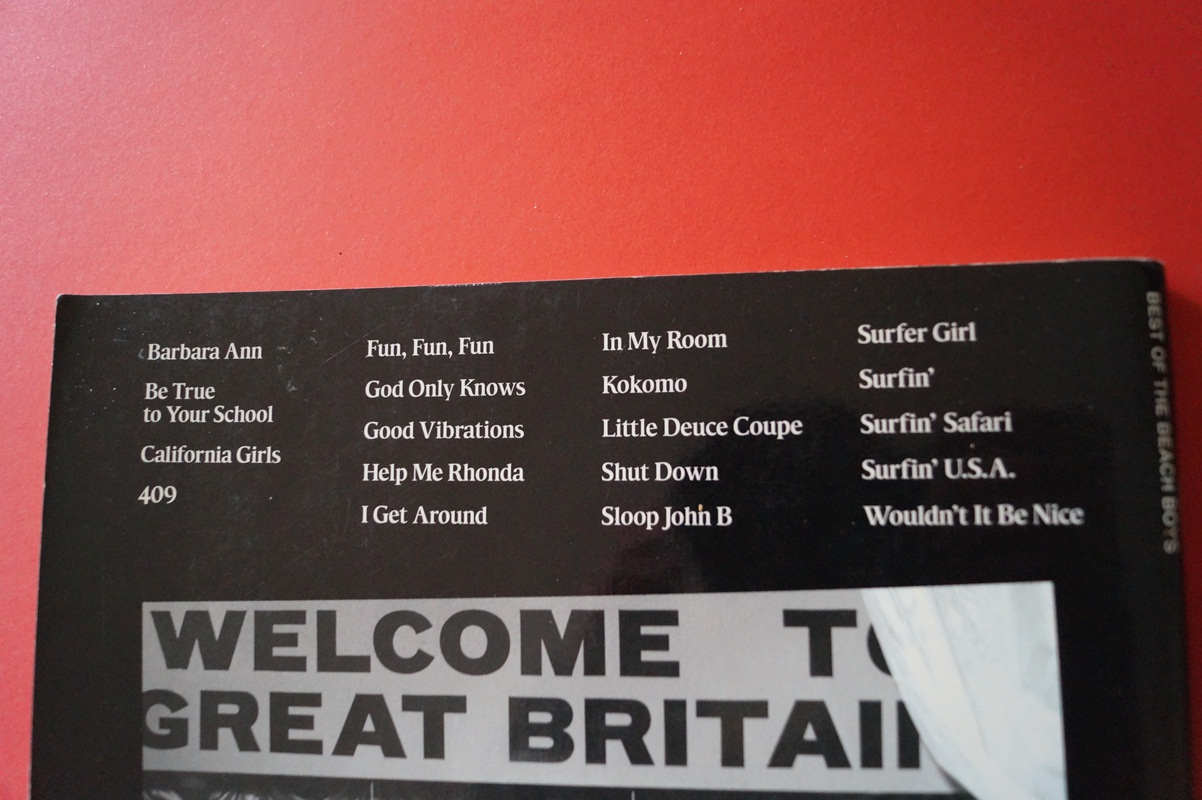 Barbara Ann
Be True
to Your School
California Girls
409
Fun, Fun, Fun
God Only Knows
Good Vibrations
Help Me Rhonda
I Get Around
In My Room
Kokomo
Little Deuce Coupe
Shut Down
Sloop John B
Surfer Girl
Surfin'
Surfin' Safari
Surfin' U.S.A.
Wouldn't It Be Nice
BEST OF THE BEACH BOYS
WELCOME TO
GREAT BRITAIN